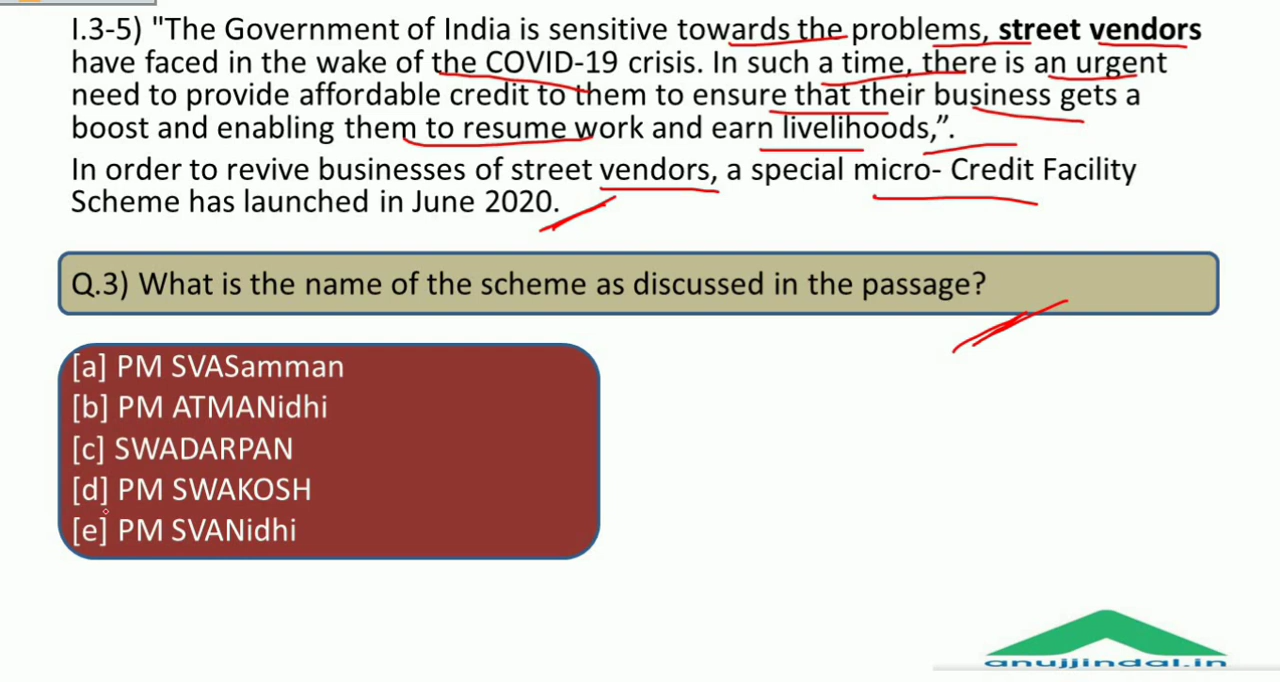 I.3-5) "The Government of India is sensitive towards the problems, street vendors
have faced in the wake of the COVID-19 crisis. In such a time, there is an urgent
need to provide affordable credit to them to ensure that their business gets a
boost and enabling them to resume work and earn livelihoods,”.
In order to revive businesses of street vendors, a special micro- Credit Facility
Scheme has launched in June 2020.
Q.3) What is the name of the scheme as discussed in the passage?
[a] PM SVASamman
[b] PM ATMANidhi
[c] SWADARPAN
[d] PM SWAKOSH
[e] PM SVANidhi
anujjindal.in